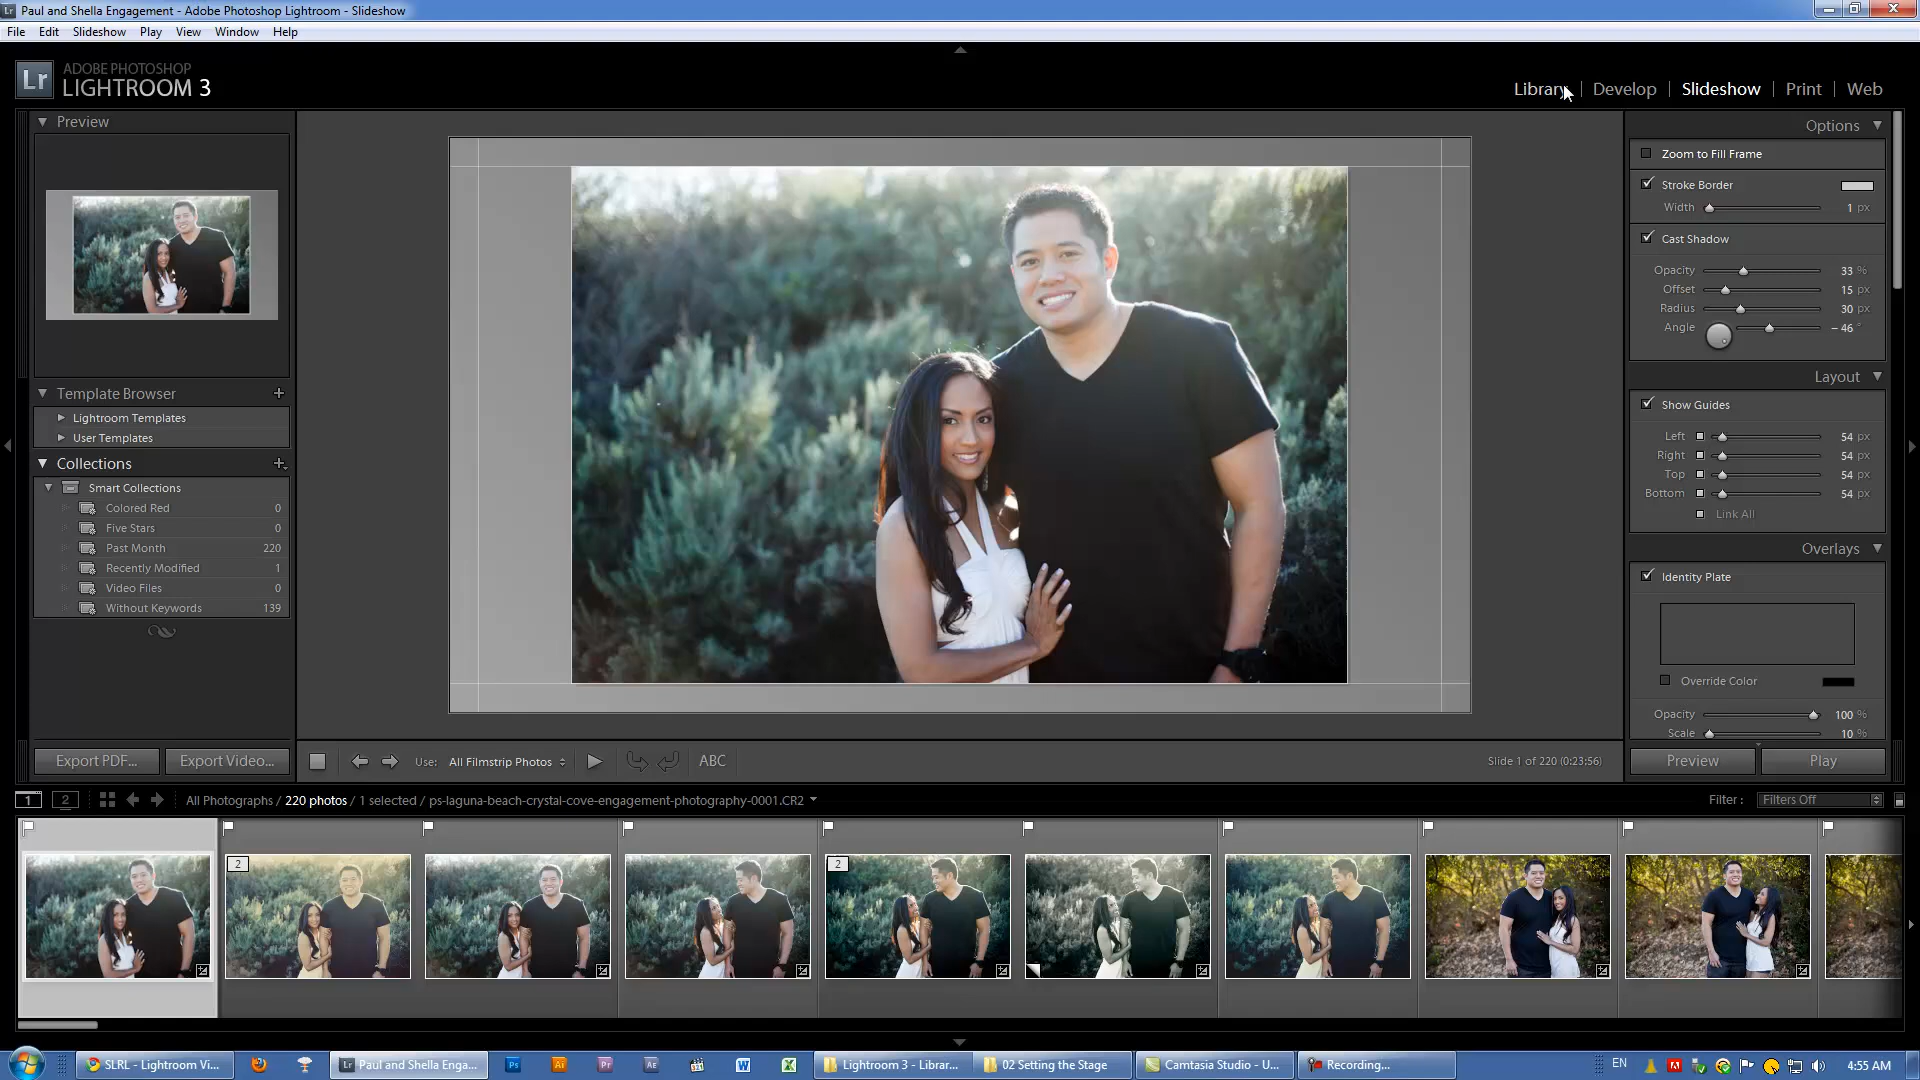 Paul and Shella Engagement - Adobe Photoshop Lightroom - Slideshow
File Edit Slideshow Play View Window Help
Lr ADOBE PHOTOSHOP
LIGHTROOM 3
Library | Develop | Slideshow | Print | Web
Preview
Template Browser +
Lightroom Templates
User Templates
Collections +
Smart Collections
Colored Red 0
Five Stars 0
Past Month 220
Recently Modified 1
Video Files 0
Without Keywords 139
Export PDF... Export Video...
Use: All Filmstrip Photos ABC Slide 1 of 220 (0:23:56)
Options
Zoom to Fill Frame
Stroke Border
Width 1 px
Cast Shadow
Opacity 33 %
Offset 15 px
Radius 30 px
Angle - 46 °
Layout
Show Guides
Left 54 px
Right 54 px
Top 54 px
Bottom 54 px
Link All
Overlays
Identity Plate
Override Color
Opacity 100 %
Scale 10 %
Preview Play
1 2 All Photographs / 220 photos / 1 selected / ps-laguna-beach-crystal-cove-engagement-photography-0001.CR2 Filter : Filters Off
2
2
SLRL - Lightroom Vi... Lr Paul and Shella Enga... Ps Ai Pr Ae W X Lightroom 3 - Librar... 02 Setting the Stage Camtasia Studio - U... Recording... EN 4:55 AM